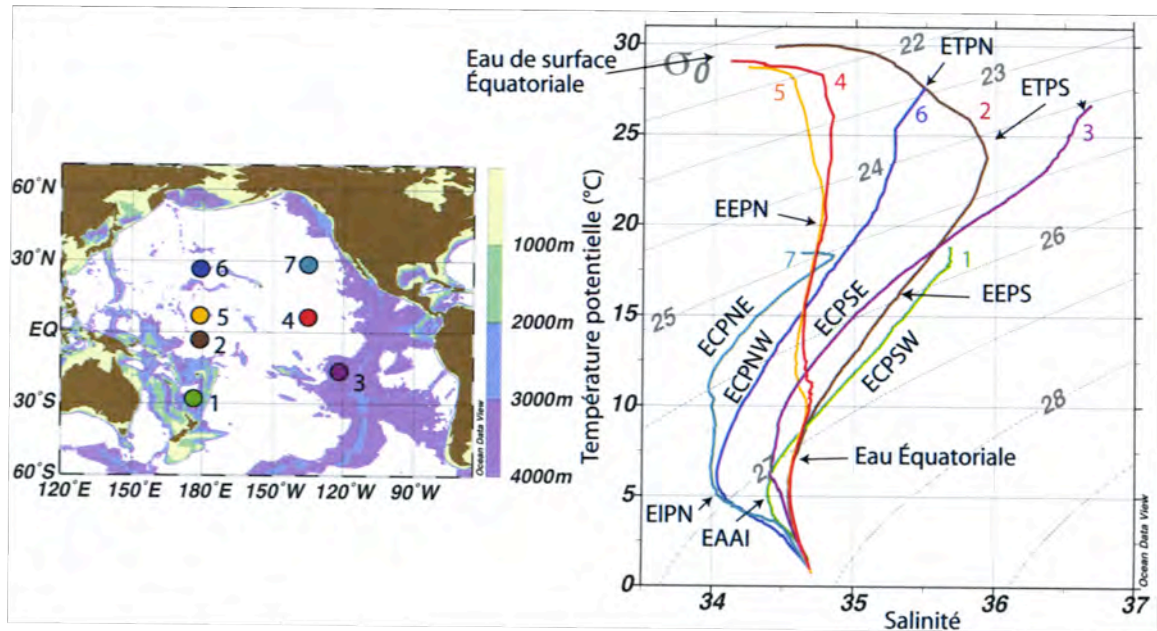 60°N
30°N
EQ
30°S
60°S
120°E
150°E
180°W
150°W
120°W
90°W
6
7
5
4
2
3
1
1000m
2000m
3000m
4000m
Ocean Data View
Eau de surface
Équatoriale
σ0
Température potentielle (°C)
30
25
20
15
10
5
0
34
35
36
37
Salinité
22
23
24
25
26
27
28
ETPN
ETPS
4
5
6
2
3
EEPN
7
1
EEPS
ECPNE
ECPNW
ECPSE
ECPSW
Eau Équatoriale
EIPN
EAAI
Ocean Data View